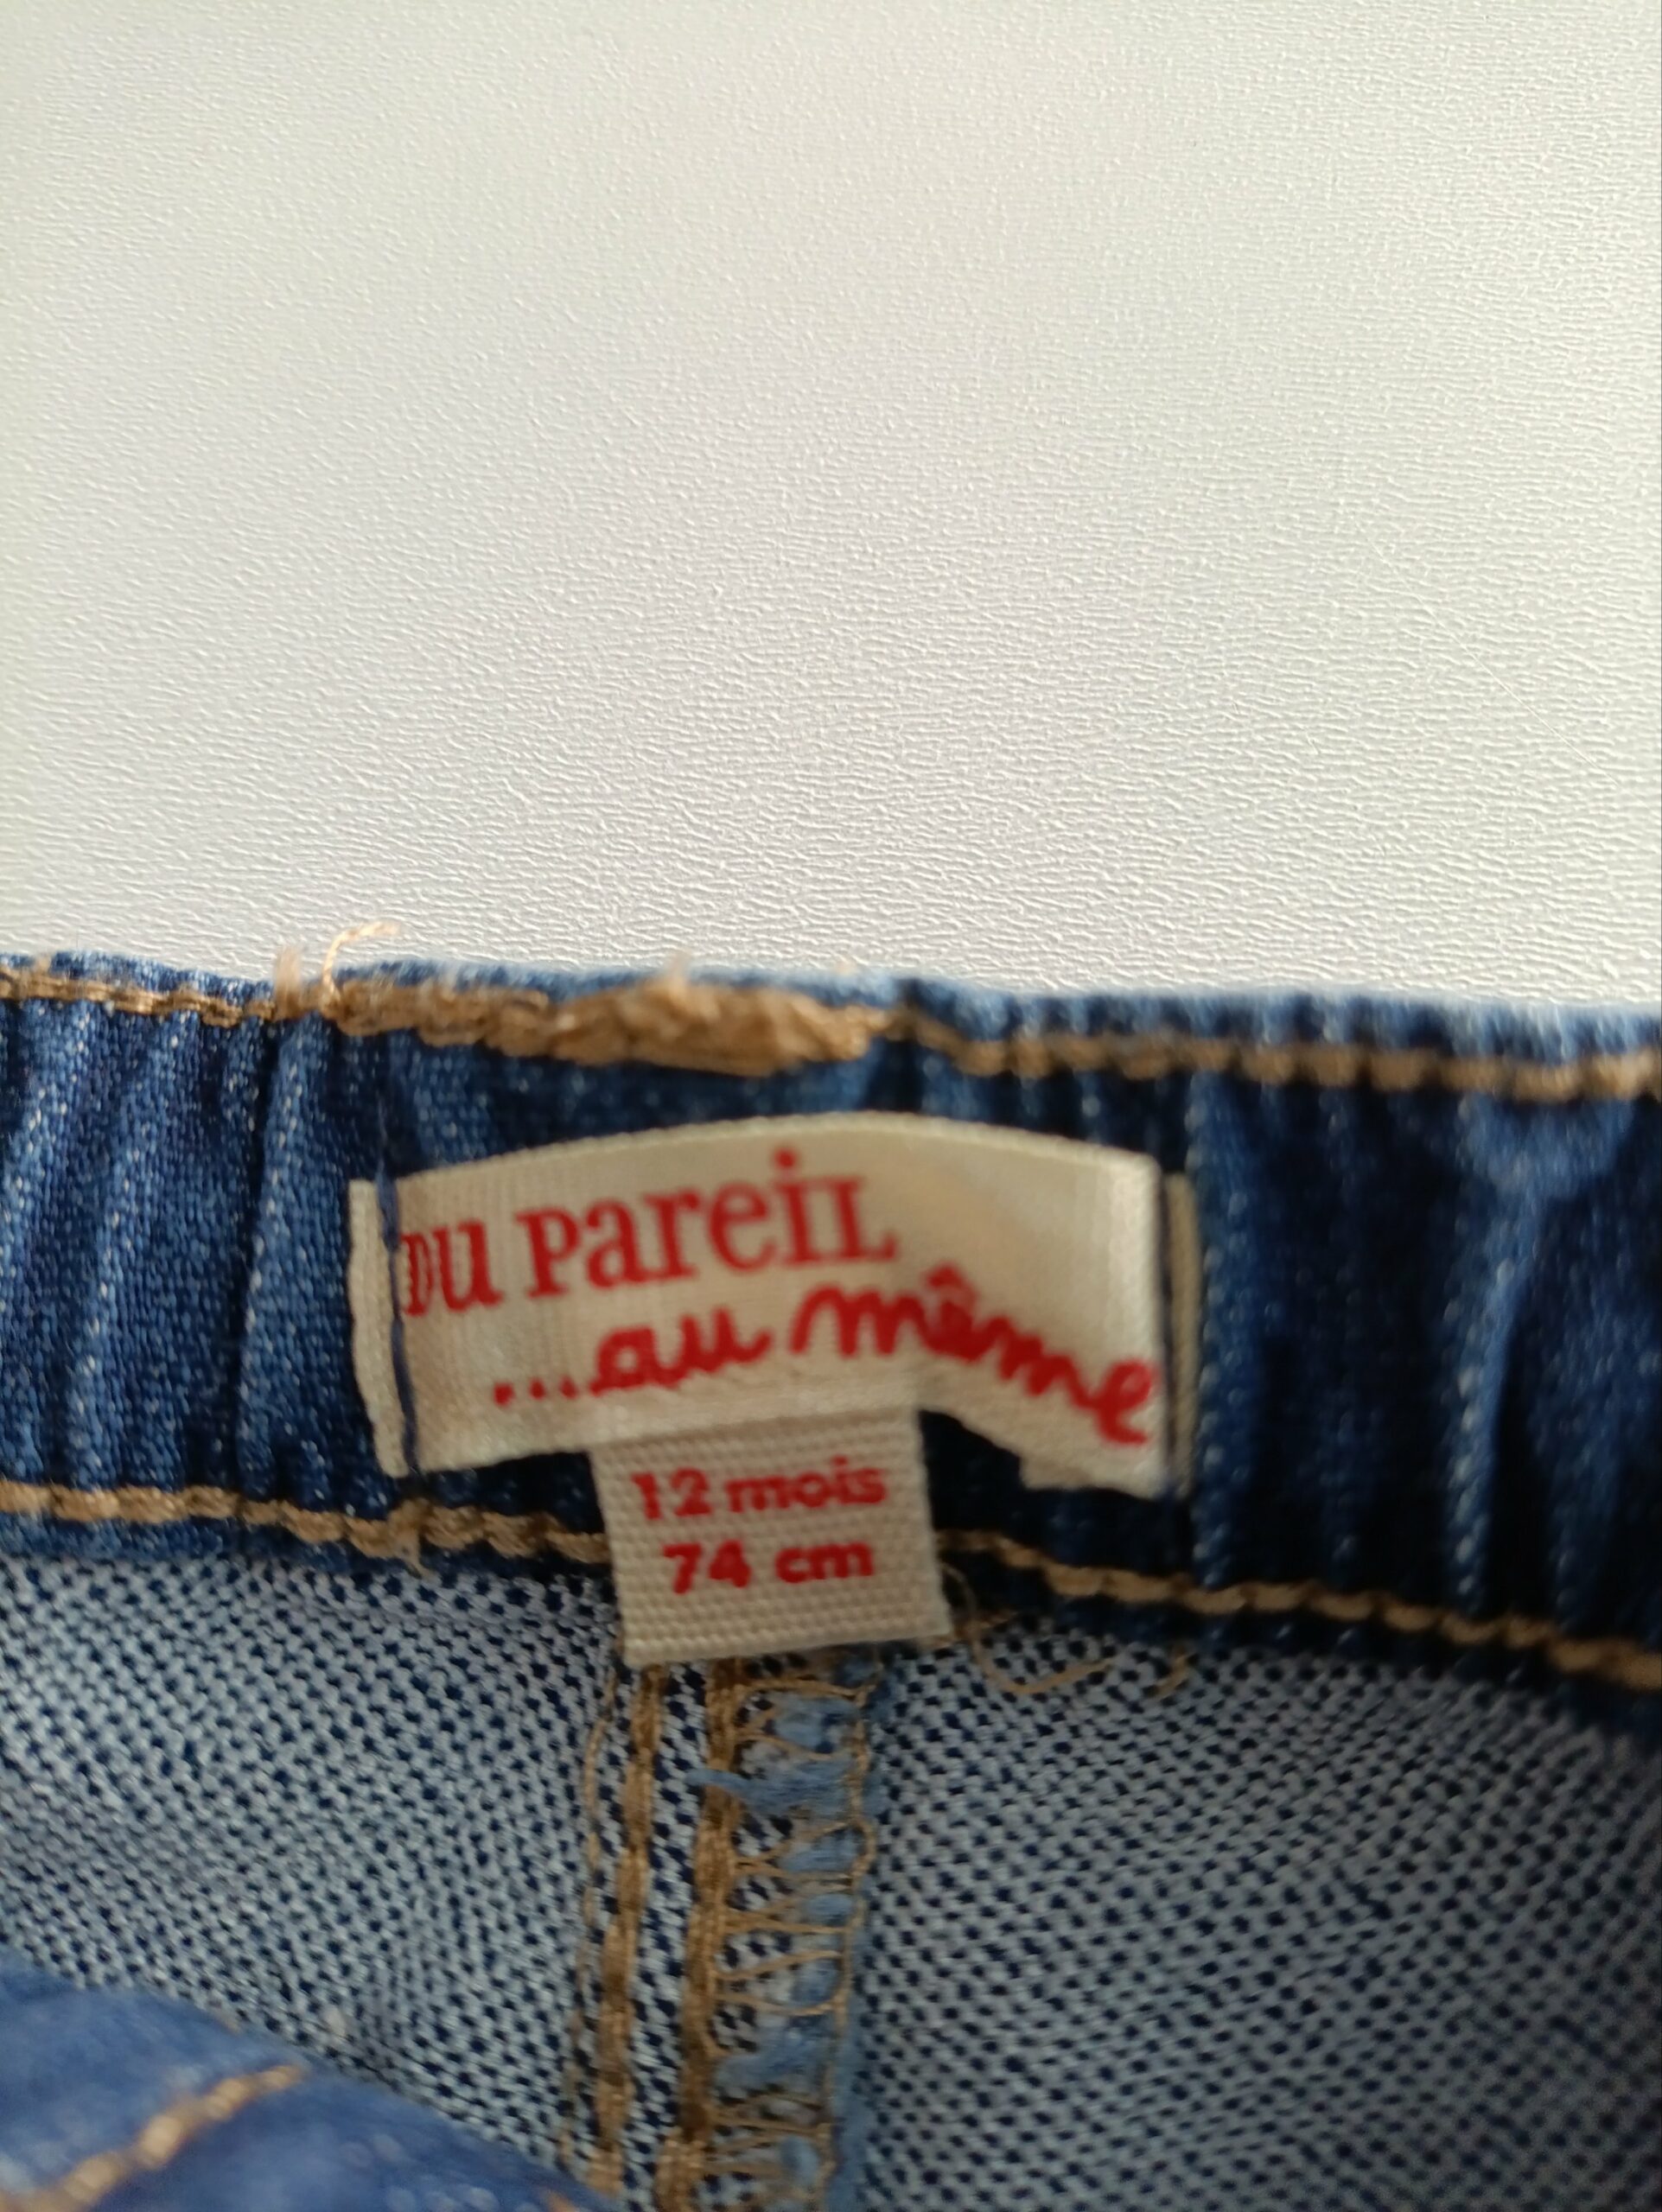 DU PAREIL
...au même
12 mois
74 cm